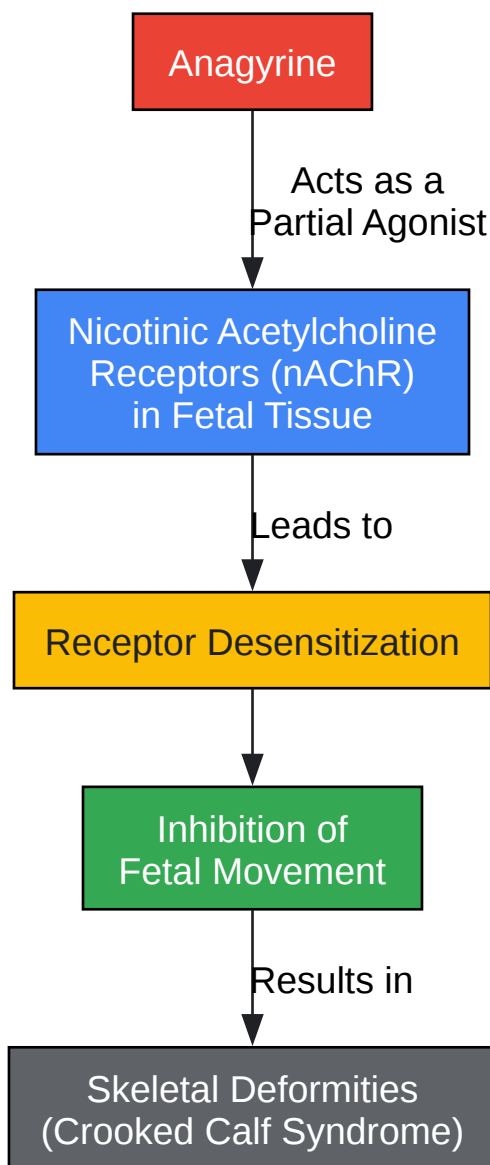 Anagyrine
Acts as a
Partial Agonist
Nicotinic Acetylcholine
Receptors (nAChR)
in Fetal Tissue
Leads to
Receptor Desensitization
Inhibition of
Fetal Movement
Results in
Skeletal Deformities
(Crooked Calf Syndrome)